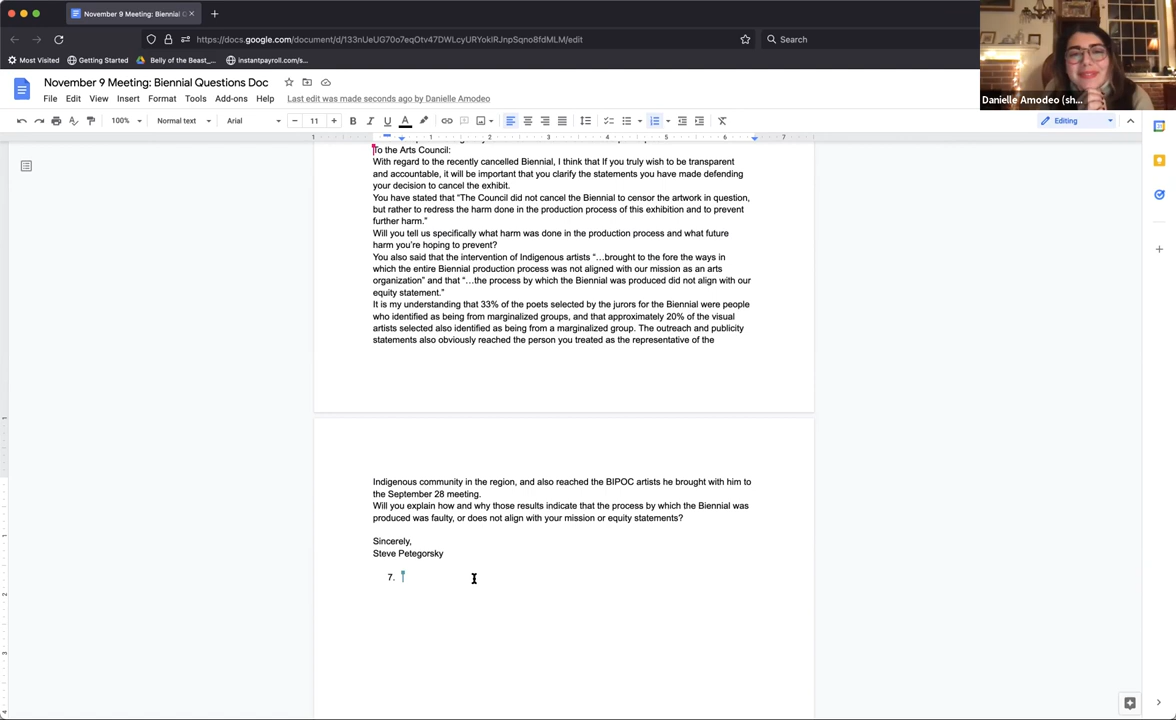 November 9 Meeting: Biennial
https://docs.google.com/document/d/133nUeUG70o7eqOtv47DWLcyURYokIRJnpSqno8fdMLM/edit
Search
Most Visited
Getting Started
Belly of the Beast_...
instantpayroll.com/s...
November 9 Meeting: Biennial Questions Doc
File Edit View Insert Format Tools Add-ons Help Last edit was made seconds ago by Danielle Amodeo
Danielle Amodeo (sh...
100% Normal text Arial 11 Editing
1 1 2 3 4 5 6 7
To the Arts Council:
With regard to the recently cancelled Biennial, I think that If you truly wish to be transparent
and accountable, it will be important that you clarify the statements you have made defending
your decision to cancel the exhibit.
You have stated that "The Council did not cancel the Biennial to censor the artwork in question,
but rather to redress the harm done in the production process of this exhibition and to prevent
further harm."
Will you tell us specifically what harm was done in the production process and what future
harm you're hoping to prevent?
You also said that the intervention of Indigenous artists "…brought to the fore the ways in
which the entire Biennial production process was not aligned with our mission as an arts
organization" and that "…the process by which the Biennial was produced did not align with our
equity statement."
It is my understanding that 33% of the poets selected by the jurors for the Biennial were people
who identified as being from marginalized groups, and that approximately 20% of the visual
artists selected also identified as being from a marginalized group. The outreach and publicity
statements also obviously reached the person you treated as the representative of the
Indigenous community in the region, and also reached the BIPOC artists he brought with him to
the September 28 meeting.
Will you explain how and why those results indicate that the process by which the Biennial was
produced was faulty, or does not align with your mission or equity statements?
Sincerely,
Steve Petegorsky
7.